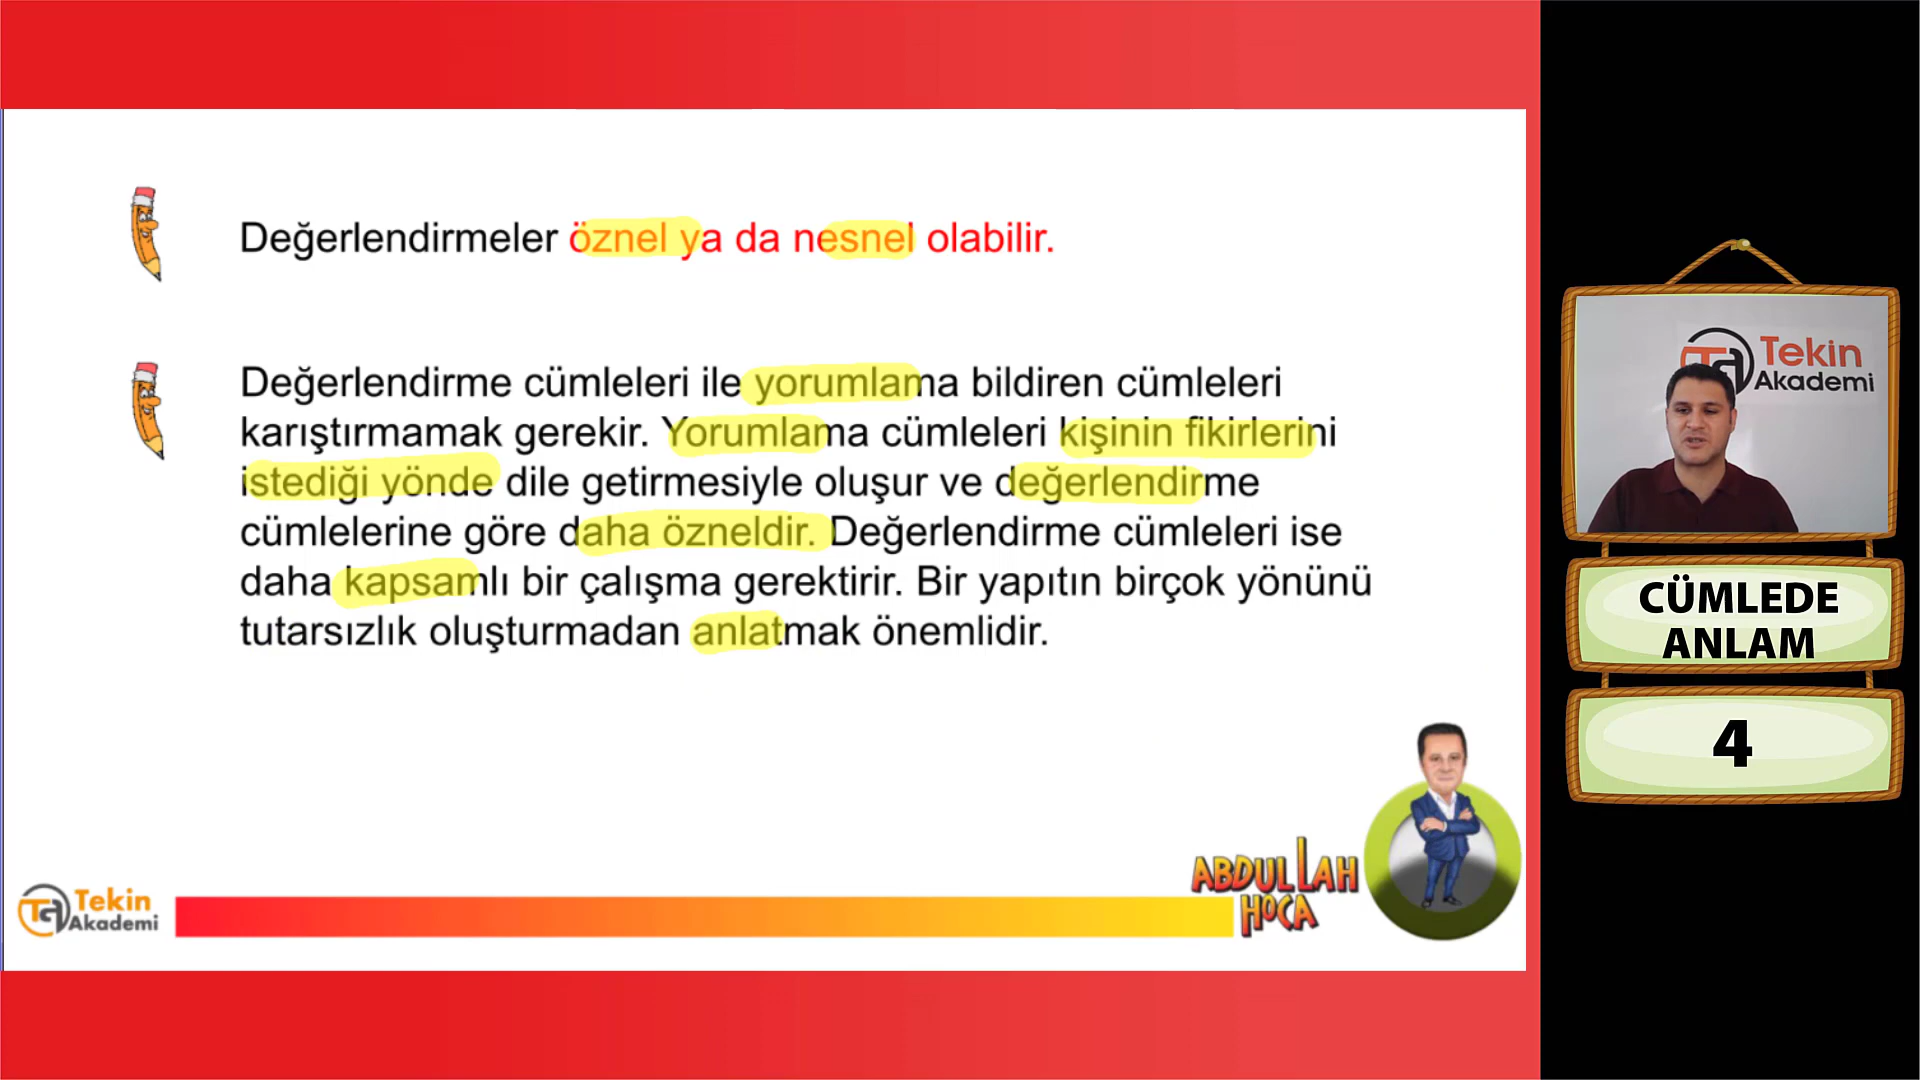 Değerlendirmeler öznel ya da nesnel olabilir.
Değerlendirme cümleleri ile yorumlama bildiren cümleleri
karıştırmamak gerekir. Yorumlama cümleleri kişinin fikirlerini
istediği yönde dile getirmesiyle oluşur ve değerlendirme
cümlelerine göre daha özneldir. Değerlendirme cümleleri ise
daha kapsamlı bir çalışma gerektirir. Bir yapıtın birçok yönünü
tutarsızlık oluşturmadan anlatmak önemlidir.
Tekin
Akademi
ABDULLAH
HOCA
Tekin
Akademi
CÜMLEDE
ANLAM
4